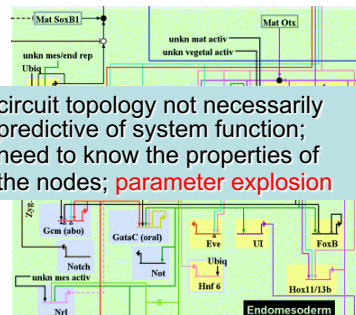 Mat SoxB1
Mat Otx
unkn mat activ
unkn vegetal activ
unkn mes/end rep
Ubiq
circuit topology not necessarily
predictive of system function;
need to know the properties of
the nodes; parameter explosion
Zyg.
Gcm (abo)
GataC (oral)
Eve
UI
FoxB
Notch
Not
Ubiq
unkn mes activ
Hnf 6
Hox11/13b
Nrl
Endomesoderm